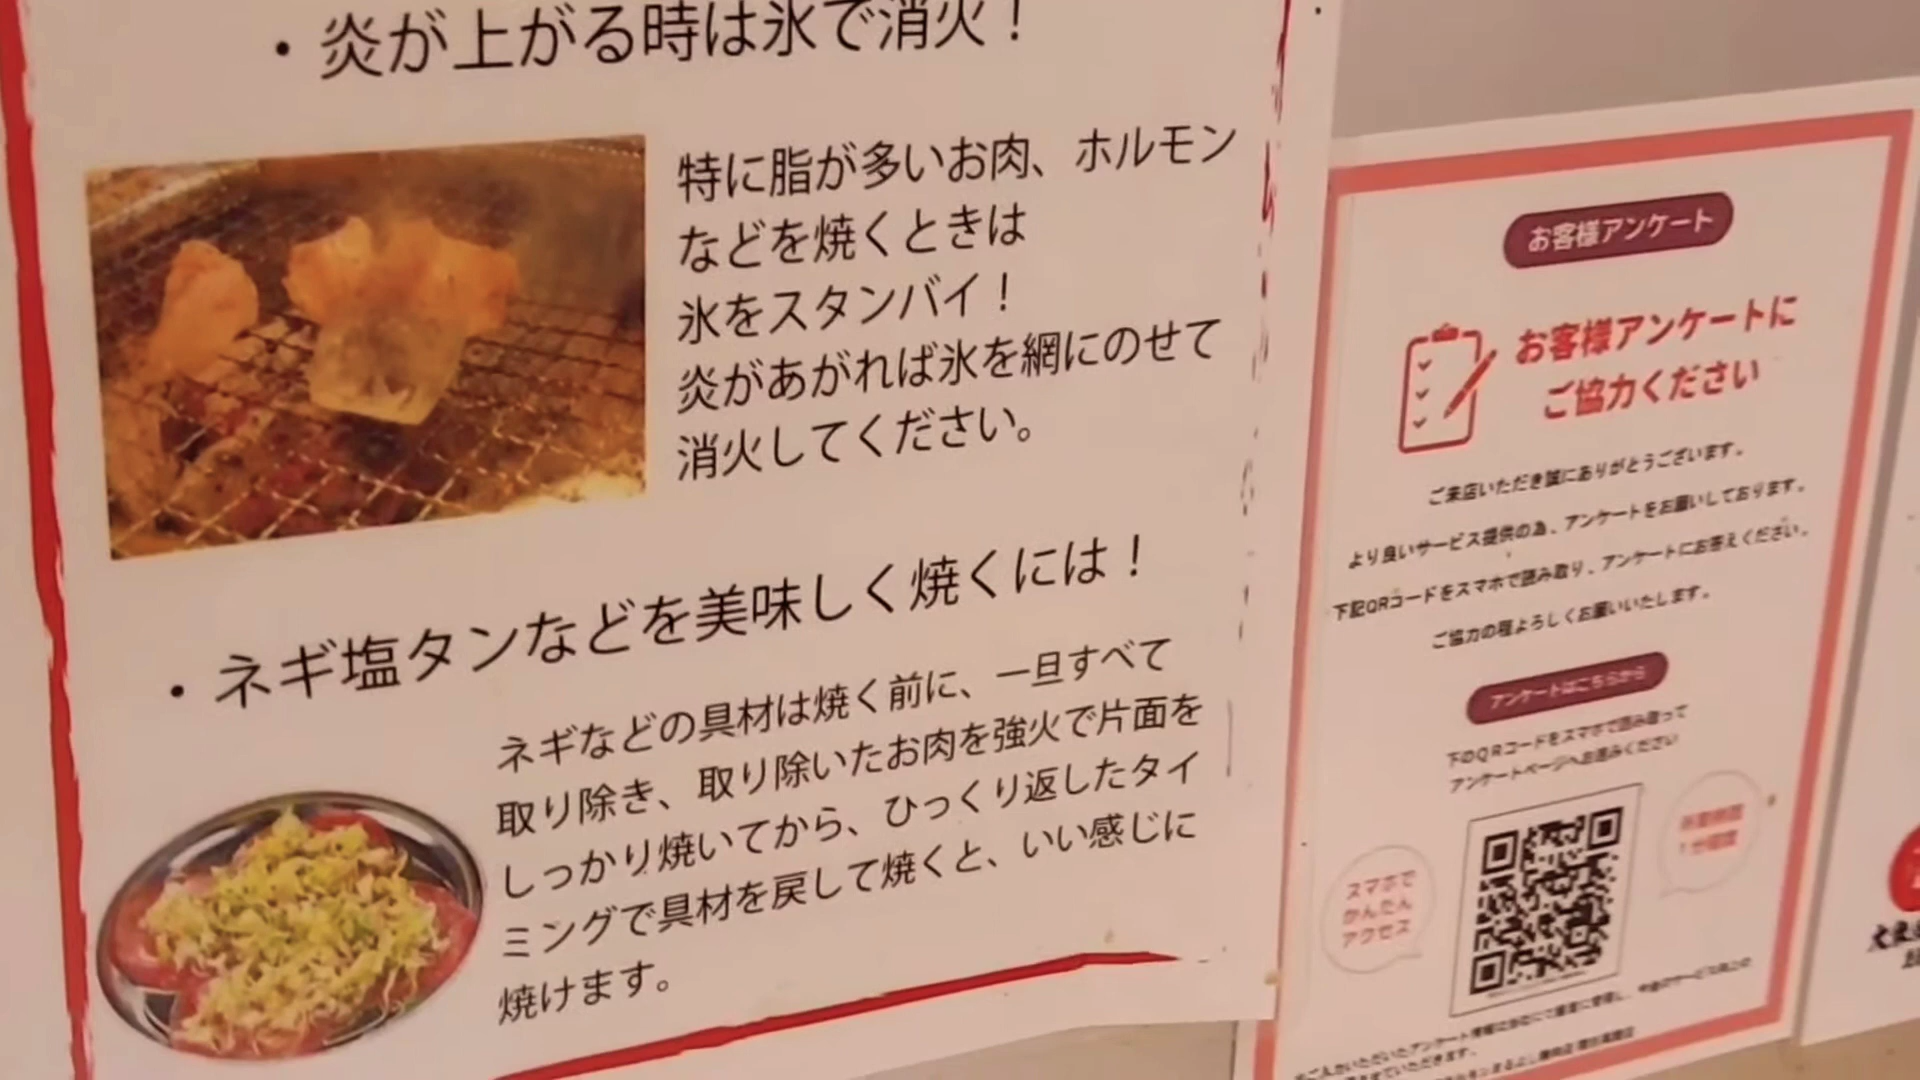 ・炎が上がる時は氷で消火！
特に脂が多いお肉、ホルモン
などを焼くときは
氷をスタンバイ！
炎があがれば氷を網にのせて
消火してください。
・ネギ塩タンなどを美味しく焼くには！
ネギなどの具材は焼く前に、一旦すべて
取り除き、取り除いたお肉を強火で片面を
しっかり焼いてから、ひっくり返したタイ
ミングで具材を戻して焼くと、いい感じに
焼けます。
お客様アンケート
お客様アンケートに
ご協力ください
ご来店いただき誠にありがとうございます。
より良いサービス提供の為、アンケートをお願いしております。
下記QRコードをスマホで読み取り、アンケートにお答えください。
ご協力の程よろしくお願いいたします。
アンケートはこちらから
下のQRコードをスマホで読み取って
アンケートページへお進みください
スマホで
かんたん
アクセス